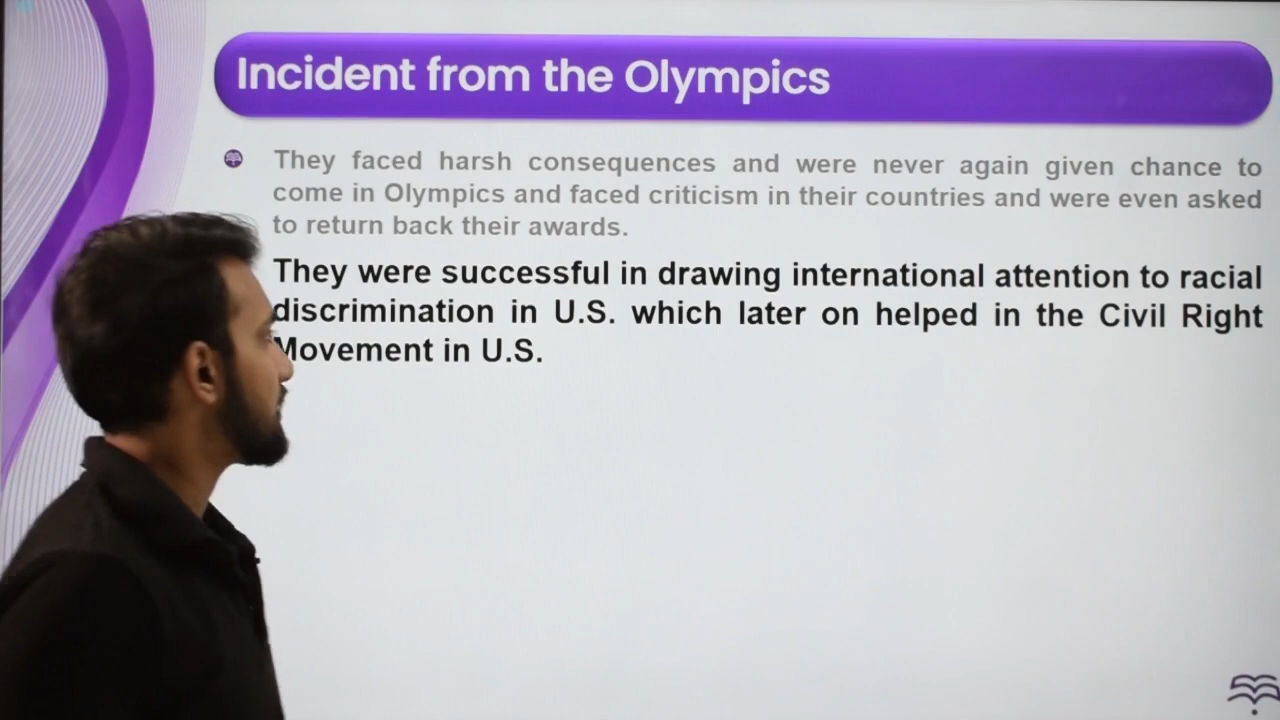 Incident from the Olympics
They faced harsh consequences and were never again given chance to
come in Olympics and faced criticism in their countries and were even asked
to return back their awards.
They were successful in drawing international attention to racial
discrimination in U.S. which later on helped in the Civil Right
Movement in U.S.